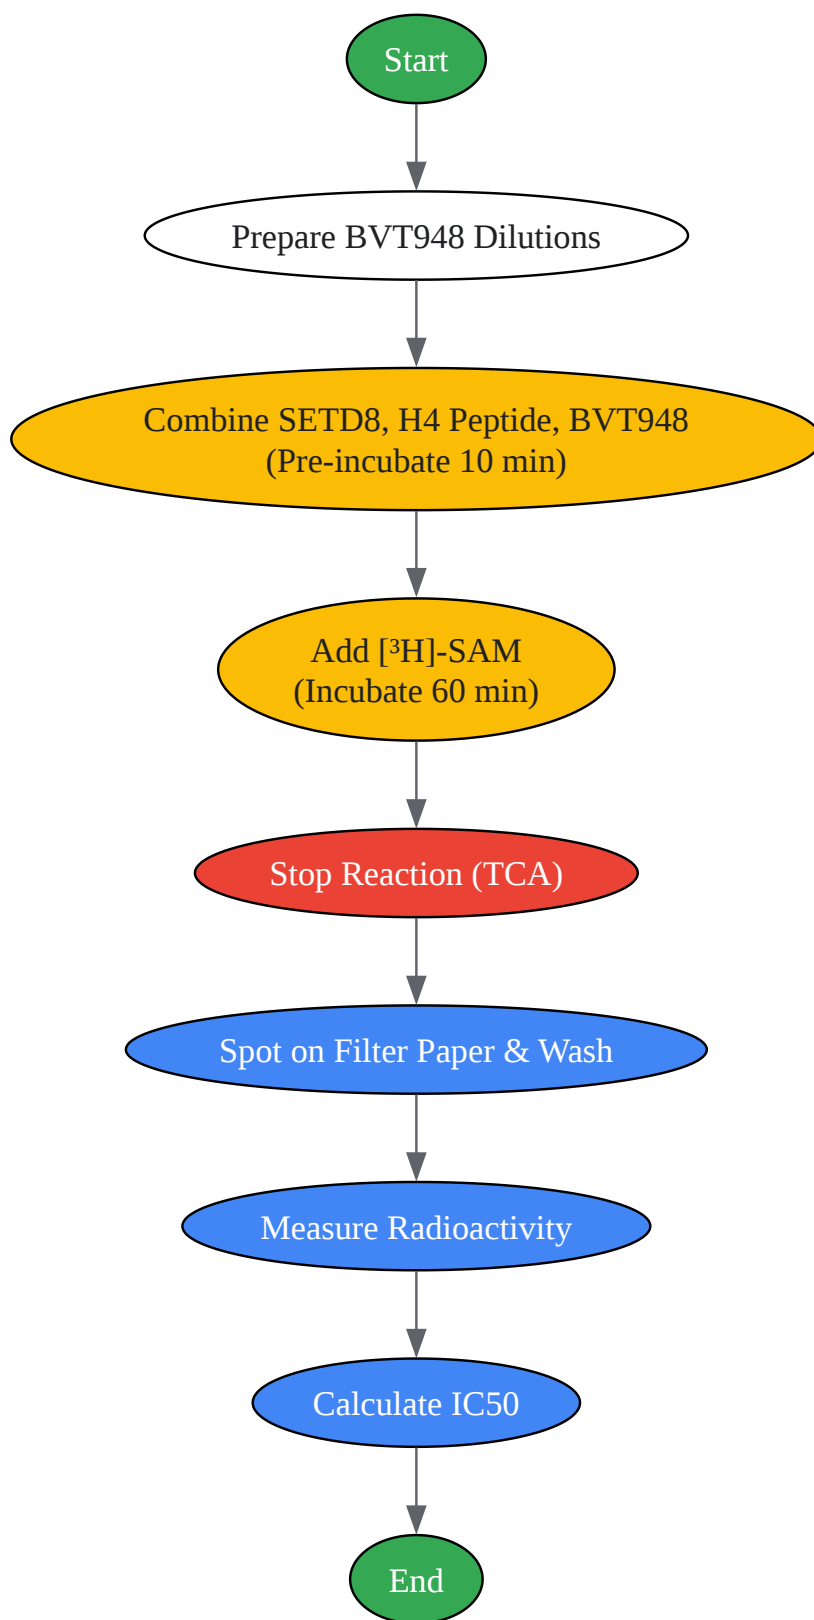 Start
Prepare BVT948 Dilutions
Combine SETD8, H4 Peptide, BVT948
(Pre-incubate 10 min)
Add [³H]-SAM
(Incubate 60 min)
Stop Reaction (TCA)
Spot on Filter Paper & Wash
Measure Radioactivity
Calculate IC50
End